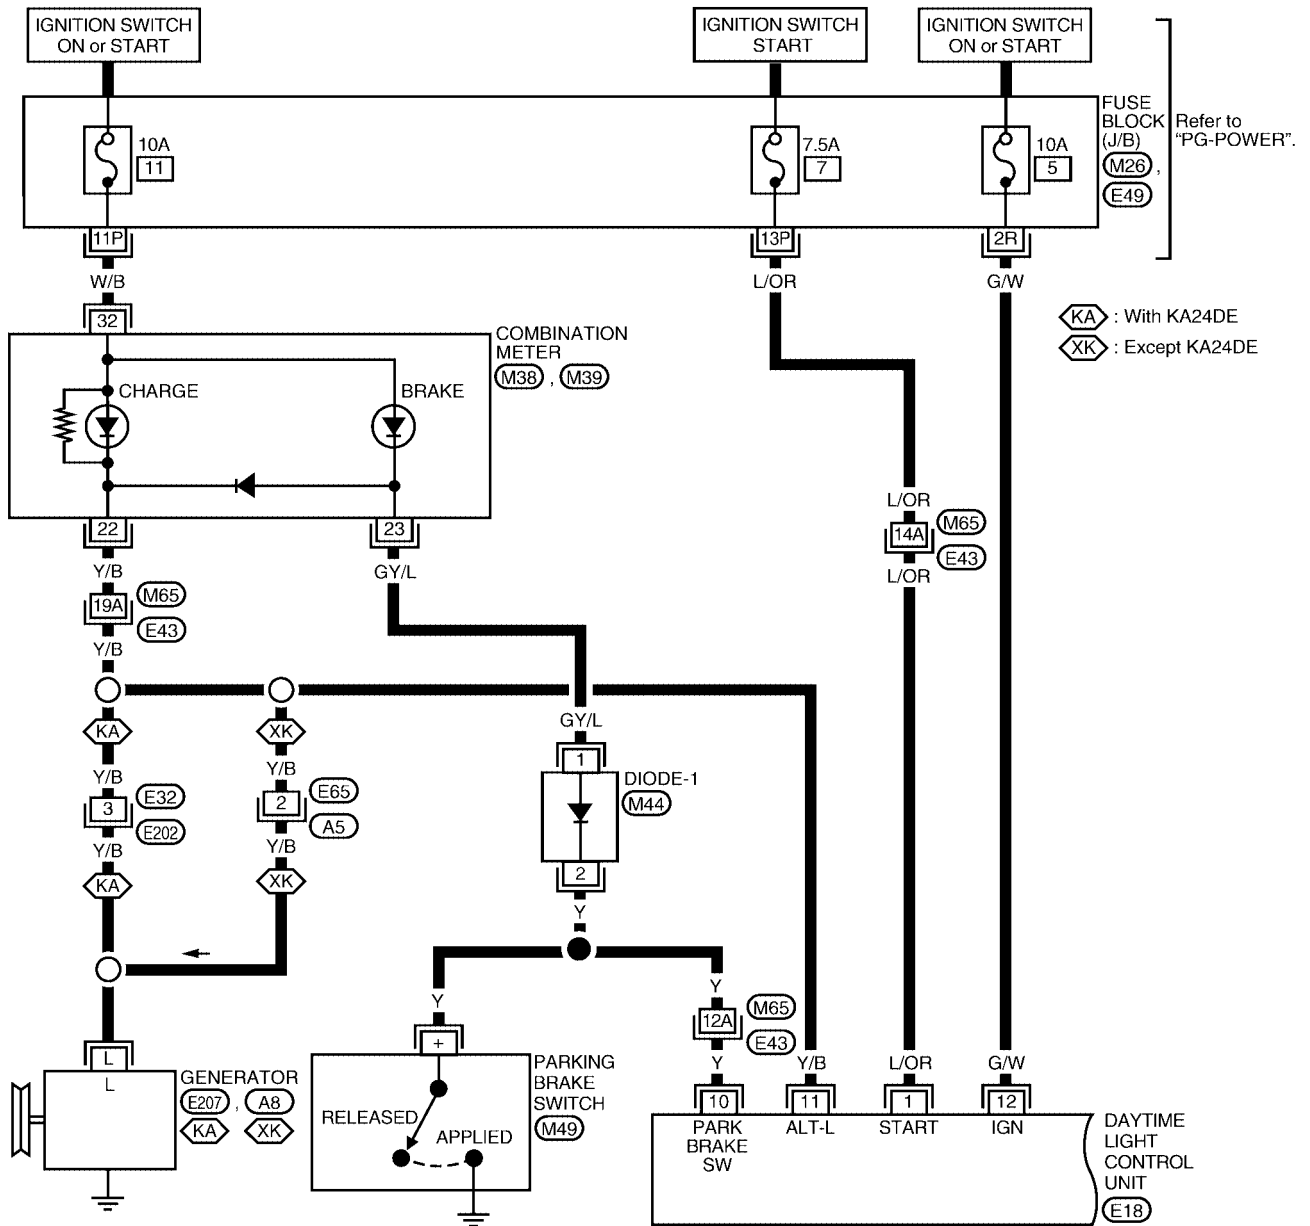 IGNITION SWITCH
ON or START
IGNITION SWITCH
START
IGNITION SWITCH
ON or START
10A
11
7.5A
7
10A
5
FUSE
BLOCK
(J/B)
M26 ,
E49
Refer to
"PG-POWER".
11P
13P
2R
W/B
L/OR
G/W
32
KA : With KA24DE
XK : Except KA24DE
COMBINATION
METER
M38 , M39
CHARGE
BRAKE
22
23
Y/B
GY/L
L/OR
14A
M65
E43
L/OR
19A
M65
E43
Y/B
KA
XK
GY/L
Y/B
Y/B
1
DIODE-1
M44
3
E32
E202
2
E65
A5
Y/B
Y/B
KA
XK
2
Y
Y
Y
12A
M65
E43
Y
Y/B
L/OR
G/W
L
L
GENERATOR
E207 , A8
KA
XK
+
RELEASED
APPLIED
PARKING
BRAKE
SWITCH
M49
10
11
1
12
PARK
BRAKE
SW
ALT-L
START
IGN
DAYTIME
LIGHT
CONTROL
UNIT
E18